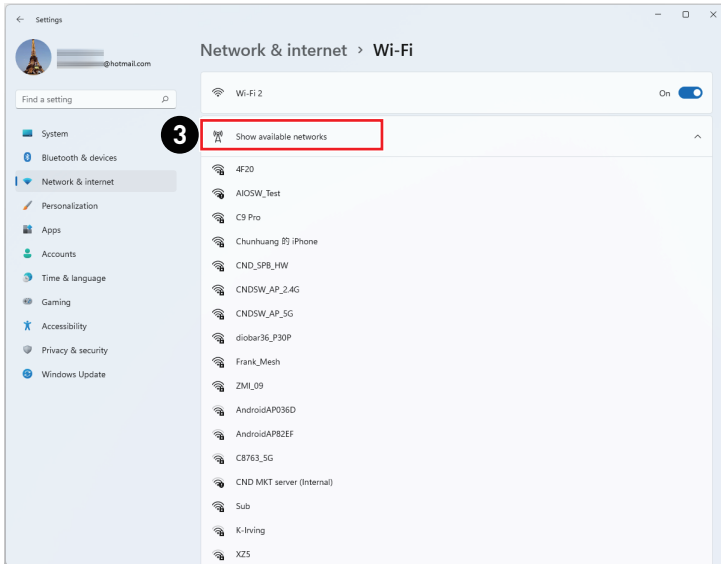 Settings
@hotmail.com
Find a setting
System
Bluetooth & devices
Network & internet
Personalization
Apps
Accounts
Time & language
Gaming
Accessibility
Privacy & security
Windows Update
Network & internet > Wi-Fi
Wi-Fi 2 On
3 Show available networks
4F20
AIOSW_Test
C9 Pro
Chunhuang 的 iPhone
CND_SPB_HW
CNDSW_AP_2.4G
CNDSW_AP_5G
diobar36_P30P
Frank_Mesh
ZMI_09
AndroidAP036D
AndroidAP82EF
C8763_5G
CND MKT server (Internal)
Sub
K-Irving
XZ5